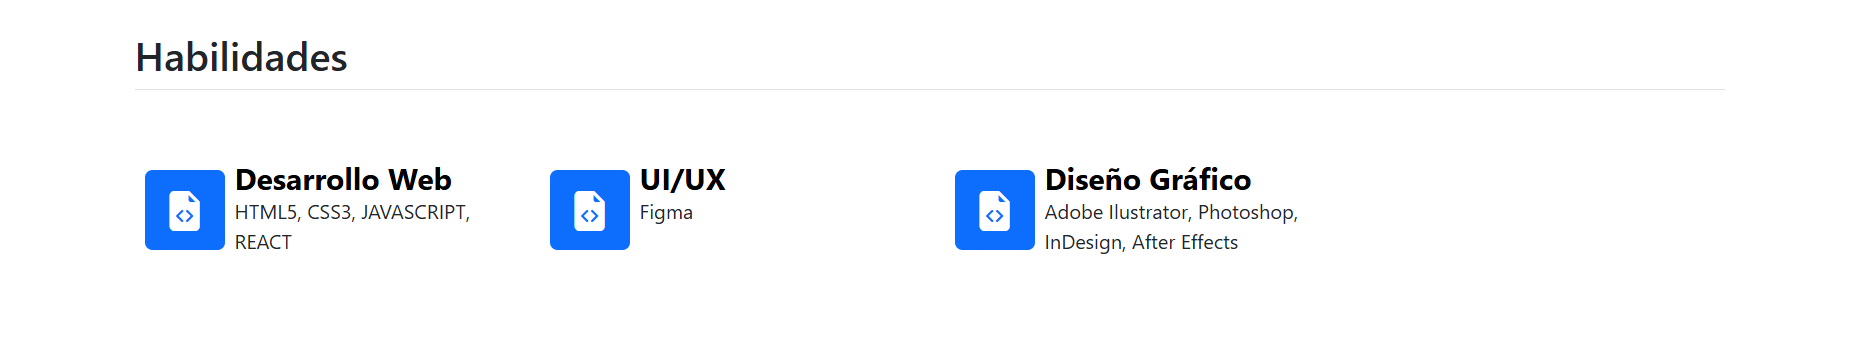 Habilidades
Desarrollo Web
HTML5, CSS3, JAVASCRIPT,
REACT
UI/UX
Figma
Diseño Gráfico
Adobe Ilustrator, Photoshop,
InDesign, After Effects